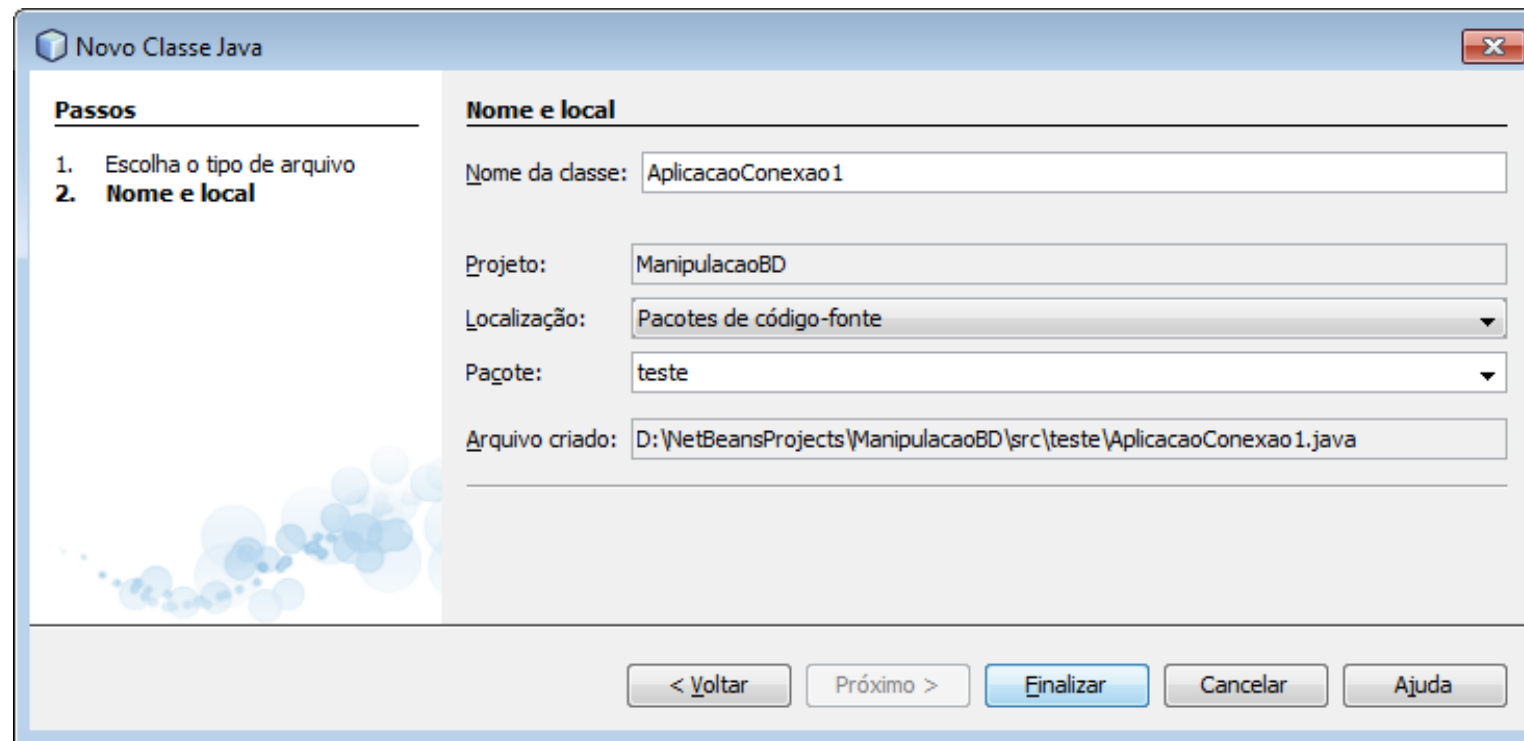 Novo Classe Java
Passos
1. Escolha o tipo de arquivo
2. Nome e local
Nome e local
Nome da classe: AplicacaoConexao1
Projeto: ManipulacaoBD
Localização: Pacotes de código-fonte
Pacote: teste
Arquivo criado: D:\NetBeansProjects\ManipulacaoBD\src\teste\AplicacaoConexao1.java
< Voltar Próximo > Finalizar Cancelar Ajuda